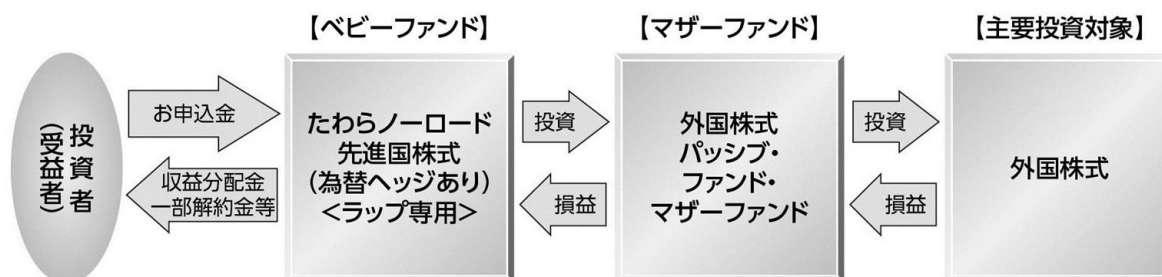 【ベビーファンド】
【マザーファンド】
【主要投資対象】
投資者
(受益者)
お申込金
収益分配金
一部解約金等
たわらノーロード
先進国株式
(為替ヘッジあり)
<ラップ専用>
投資
損益
外国株式
パッシブ・
ファンド・
マザーファンド
投資
損益
外国株式